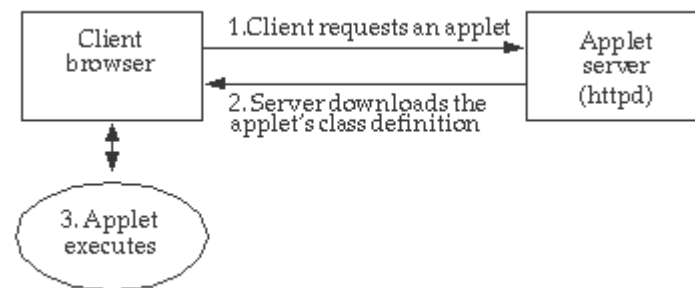 Client
browser
1.Client requests an applet
Applet
server
(httpd)
2. Server downloads the
applet's class definition
3. Applet
executes